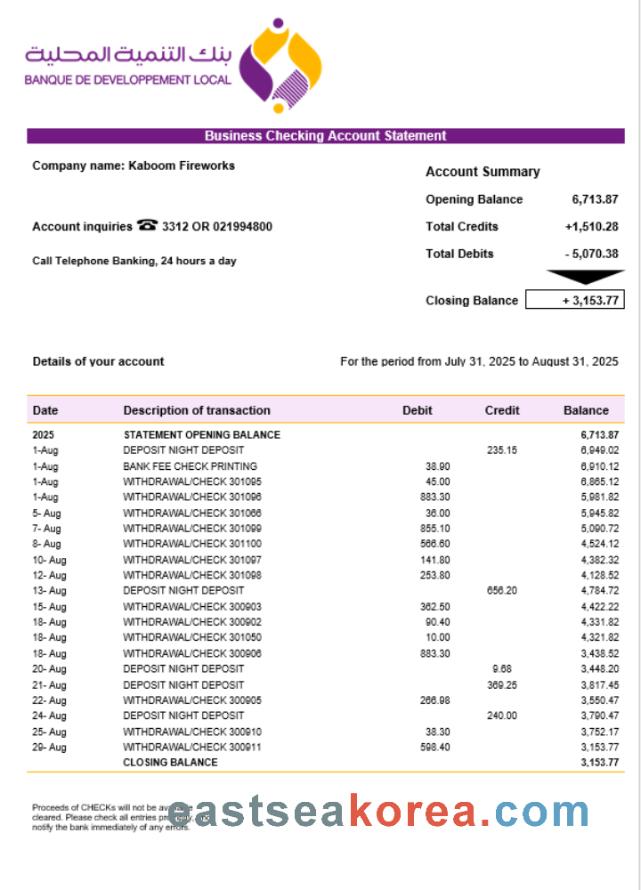 بنك التنمية المحلية
BANQUE DE DEVELOPPEMENT LOCAL
Business Checking Account Statement
Company name: Kaboom Fireworks
Account Summary
Opening Balance 6,713.87
Account inquiries ☎ 3312 OR 021994800
Total Credits +1,510.28
Call Telephone Banking, 24 hours a day
Total Debits - 5,070.38
Closing Balance + 3,153.77
Details of your account For the period from July 31, 2025 to August 31, 2025
Date Description of transaction Debit Credit Balance
2025 STATEMENT OPENING BALANCE 6,713.87
1-Aug DEPOSIT NIGHT DEPOSIT 235.15 6,949.02
1-Aug BANK FEE CHECK PRINTING 38.90 6,910.12
1-Aug WITHDRAWAL/CHECK 301095 45.00 6,865.12
1-Aug WITHDRAWAL/CHECK 301096 883.30 5,981.82
5- Aug WITHDRAWAL/CHECK 301066 36.00 5,945.82
7- Aug WITHDRAWAL/CHECK 301099 855.10 5,090.72
8- Aug WITHDRAWAL/CHECK 301100 566.60 4,524.12
10- Aug WITHDRAWAL/CHECK 301097 141.80 4,382.32
12- Aug WITHDRAWAL/CHECK 301098 253.80 4,128.52
13- Aug DEPOSIT NIGHT DEPOSIT 656.20 4,784.72
15- Aug WITHDRAWAL/CHECK 300903 362.50 4,422.22
18- Aug WITHDRAWAL/CHECK 300902 90.40 4,331.82
18- Aug WITHDRAWAL/CHECK 301050 10.00 4,321.82
18- Aug WITHDRAWAL/CHECK 300906 883.30 3,438.52
20- Aug DEPOSIT NIGHT DEPOSIT 9.68 3,448.20
21- Aug DEPOSIT NIGHT DEPOSIT 369.25 3,817.45
22- Aug WITHDRAWAL/CHECK 300905 266.98 3,550.47
24- Aug DEPOSIT NIGHT DEPOSIT 240.00 3,790.47
25- Aug WITHDRAWAL/CHECK 300910 38.30 3,752.17
29- Aug WITHDRAWAL/CHECK 300911 598.40 3,153.77
CLOSING BALANCE 3,153.77
Proceeds of CHECKs will not be
cleared. Please check all entries
notify the bank immediately of any errors.
eastseakorea.com